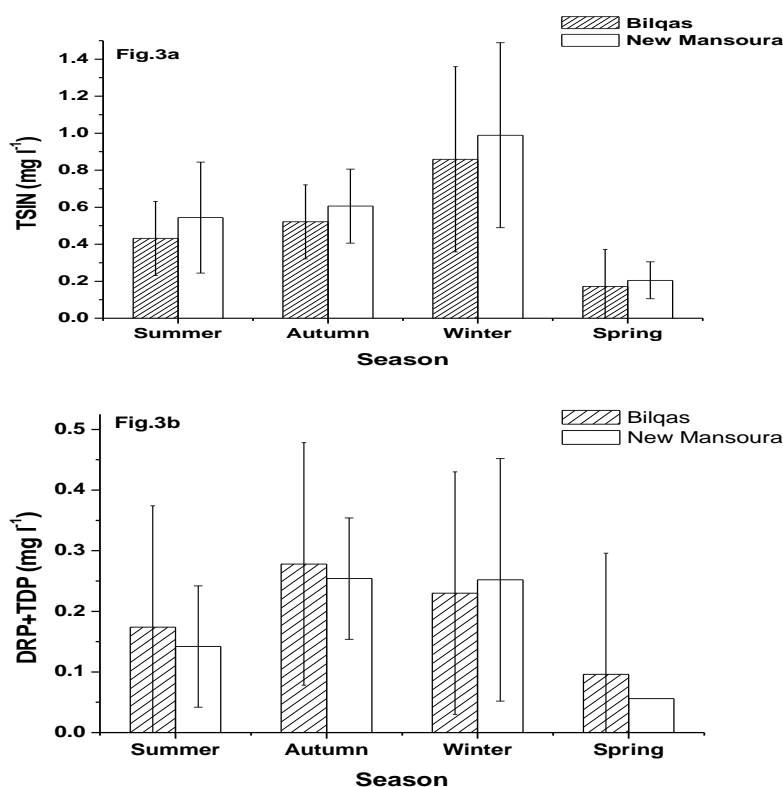 Bilqas
New Mansoura
Fig.3a
1.4
1.2
1.0
0.8
0.6
0.4
0.2
0.0
TSIN (mg l⁻¹)
Summer Autumn Winter Spring
Season
Fig.3b
Bilqas
New Mansoura
0.5
0.4
0.3
0.2
0.1
0.0
DRP+TDP (mg l⁻¹)
Summer Autumn Winter Spring
Season